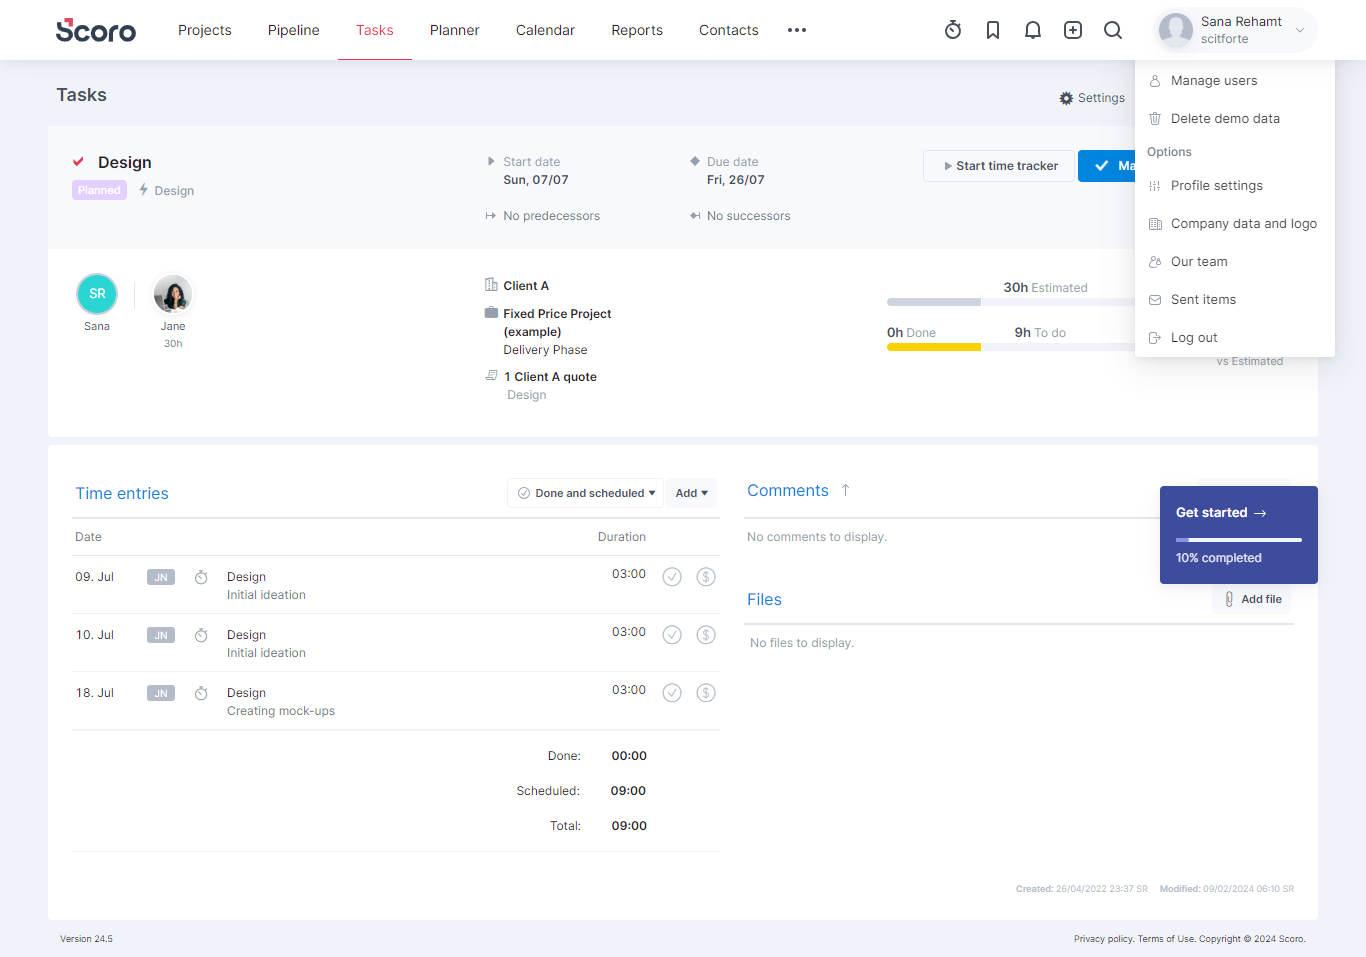 Scoro
Projects
Pipeline
Tasks
Planner
Calendar
Reports
Contacts
Sana Rehamt
scitforte
Manage users
Delete demo data
Options
Profile settings
Company data and logo
Our team
Sent items
Log out
Tasks
Settings
Design
Planned
Design
Start date
Sun, 07/07
Due date
Fri, 26/07
No predecessors
No successors
Start time tracker
Ma
SR
Sana
Jane
30h
Client A
Fixed Price Project
(example)
Delivery Phase
1 Client A quote
Design
30h Estimated
0h Done
9h To do
vs Estimated
Time entries
Done and scheduled
Add
Date
Duration
09. Jul
JN
Design
Initial ideation
03:00
$
10. Jul
JN
Design
Initial ideation
03:00
$
18. Jul
JN
Design
Creating mock-ups
03:00
$
Done: 00:00
Scheduled: 09:00
Total: 09:00
Comments
No comments to display.
Get started →
10% completed
Files
Add file
No files to display.
Created: 26/04/2022 23:37 SR Modified: 09/02/2024 06:10 SR
Version 24.5
Privacy policy. Terms of Use. Copyright © 2024 Scoro.